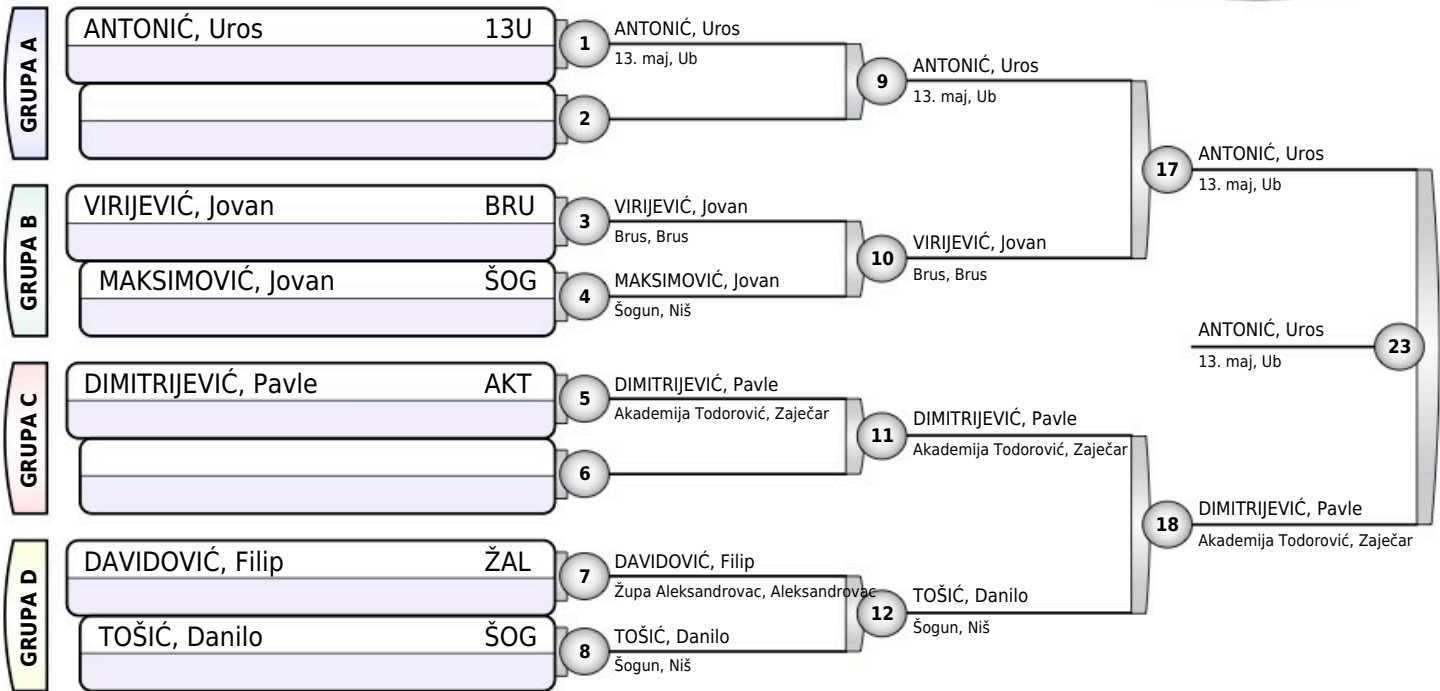 GRUPA A
ANTONIĆ, Uros 13U
1
ANTONIĆ, Uros
13. maj, Ub
2
9
ANTONIĆ, Uros
13. maj, Ub
GRUPA B
VIRIJEVIĆ, Jovan BRU
3
VIRIJEVIĆ, Jovan
Brus, Brus
MAKSIMOVIĆ, Jovan ŠOG
4
MAKSIMOVIĆ, Jovan
Šogun, Niš
10
VIRIJEVIĆ, Jovan
Brus, Brus
17
ANTONIĆ, Uros
13. maj, Ub
GRUPA C
DIMITRIJEVIĆ, Pavle AKT
5
DIMITRIJEVIĆ, Pavle
Akademija Todorović, Zaječar
6
11
DIMITRIJEVIĆ, Pavle
Akademija Todorović, Zaječar
GRUPA D
DAVIDOVIĆ, Filip ŽAL
7
DAVIDOVIĆ, Filip
Župa Aleksandrovac, Aleksandrovac
TOŠIĆ, Danilo ŠOG
8
TOŠIĆ, Danilo
Šogun, Niš
12
TOŠIĆ, Danilo
Šogun, Niš
18
DIMITRIJEVIĆ, Pavle
Akademija Todorović, Zaječar
ANTONIĆ, Uros
13. maj, Ub
23